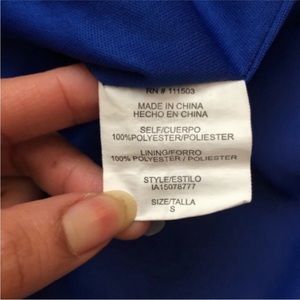 RN # 111503
MADE IN CHINA
HECHO EN CHINA
SELF/CUERPO
100%POLYESTER/POLIESTER
LINING/FORRO
100% POLYESTER / POLIESTER
STYLE/ESTILO
IA15078777
SIZE/TALLA
S